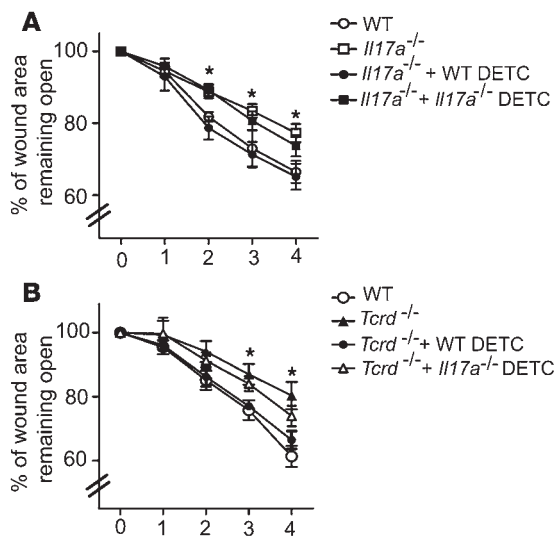 A
% of wound area
remaining open
100
80
60
0 1 2 3 4
* * *
WT
Il17a-/-
Il17a-/- + WT DETC
Il17a-/- + Il17a-/- DETC
B
% of wound area
remaining open
100
80
60
0 1 2 3 4
* *
WT
Tcrd -/-
Tcrd -/-+ WT DETC
Tcrd -/-+ Il17a-/- DETC